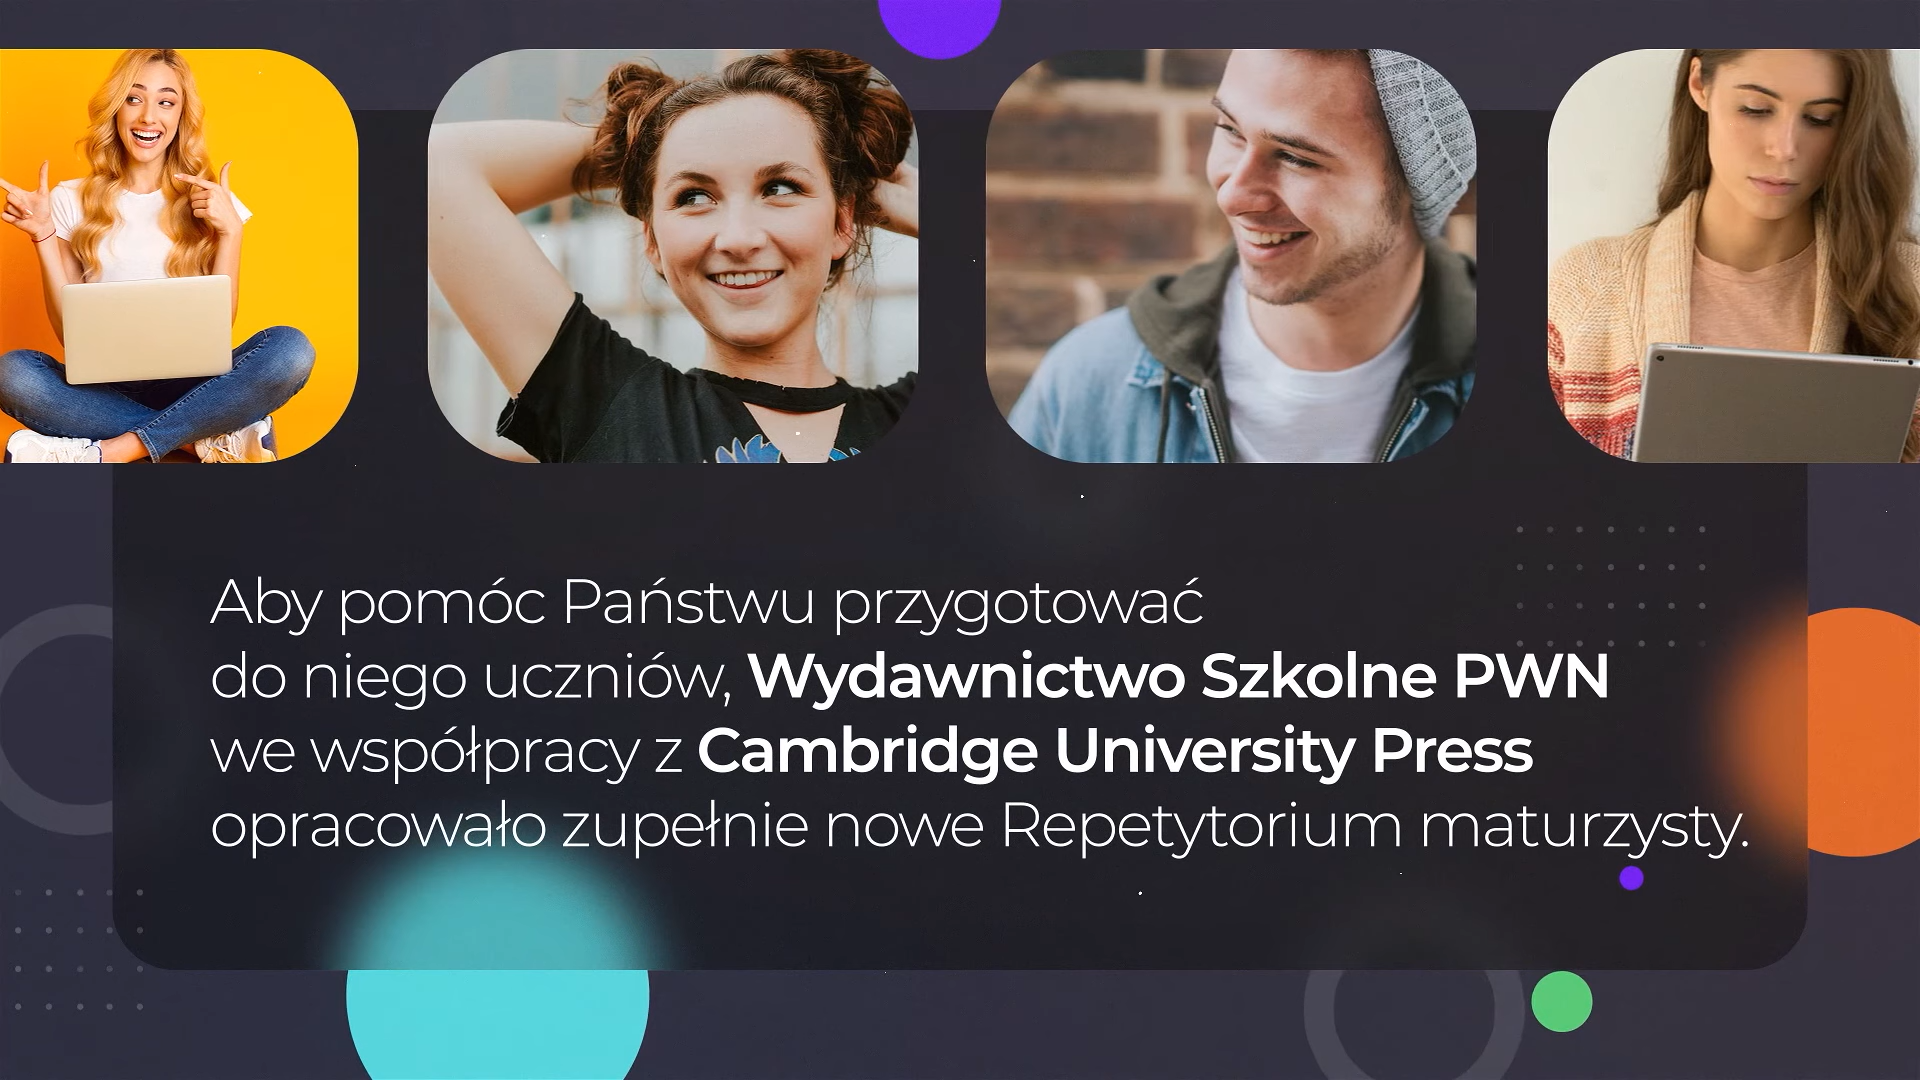 Aby pomóc Państwu przygotować
do niego uczniów, Wydawnictwo Szkolne PWN
we współpracy z Cambridge University Press
opracowało zupełnie nowe Repetytorium maturzysty.